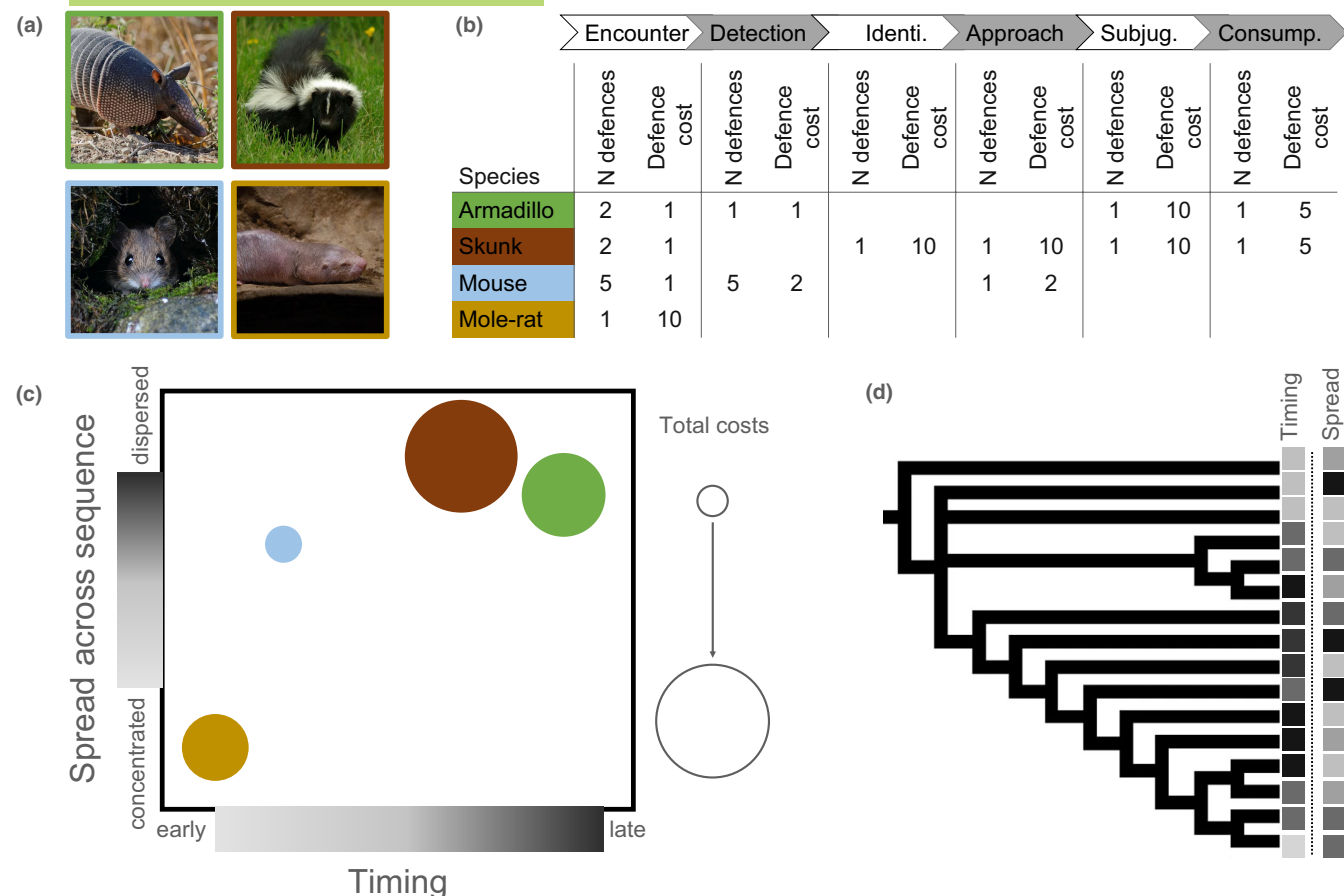 (a)
(b)
Encounter Detection Identi. Approach Subjug. Consump.
N defences Defence cost N defences Defence cost N defences Defence cost N defences Defence cost N defences Defence cost N defences Defence cost
Species
Armadillo 2 1 1 1 1 10 1 5
Skunk 2 1 1 10 1 10 1 10 1 5
Mouse 5 1 5 2 1 2
Mole-rat 1 10
(c)
Spread across sequence
dispersed
concentrated
early
late
Timing
Total costs
(d)
Timing
Spread